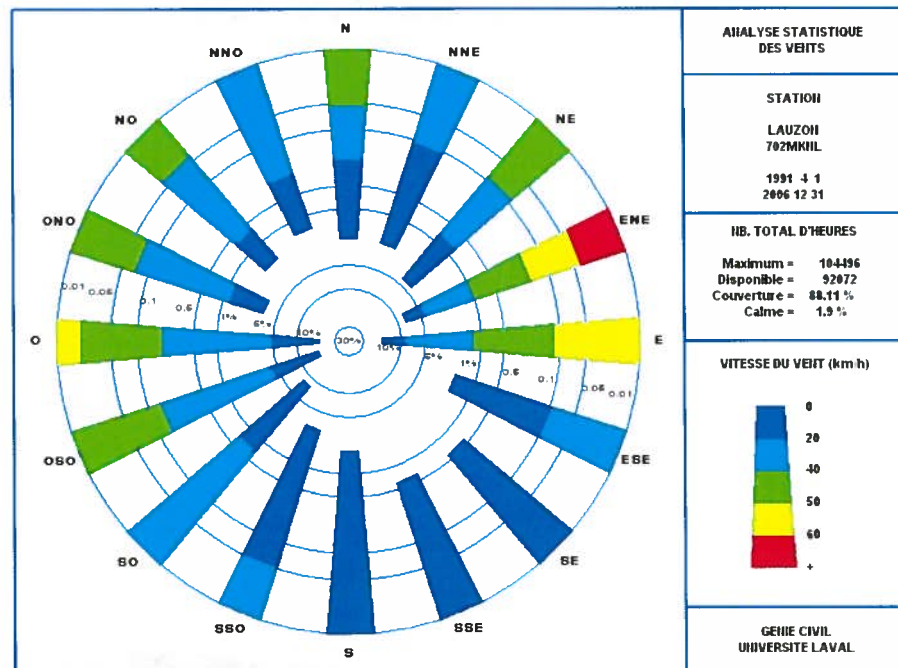 N
NNO
NNE
NO
NE
ONO
ENE
O
E
OSO
ESE
SO
SE
SSO
SSE
S
0.01
0.05
0.1
0.5
1%
5%
10%
30%
10%
5%
1%
0.5
0.1
0.05
0.01
ANALYSE STATISTIQUE
DES VENTS
STATION
LAUZON
702MKHL
1991 4 1
2006 12 31
NB. TOTAL D'HEURES
Maximum = 104496
Disponible = 92072
Couverture = 88.11 %
Calme = 1.9 %
VITESSE DU VENT (km/h)
0
20
40
50
60
+
GENIE CIVIL
UNIVERSITE LAVAL